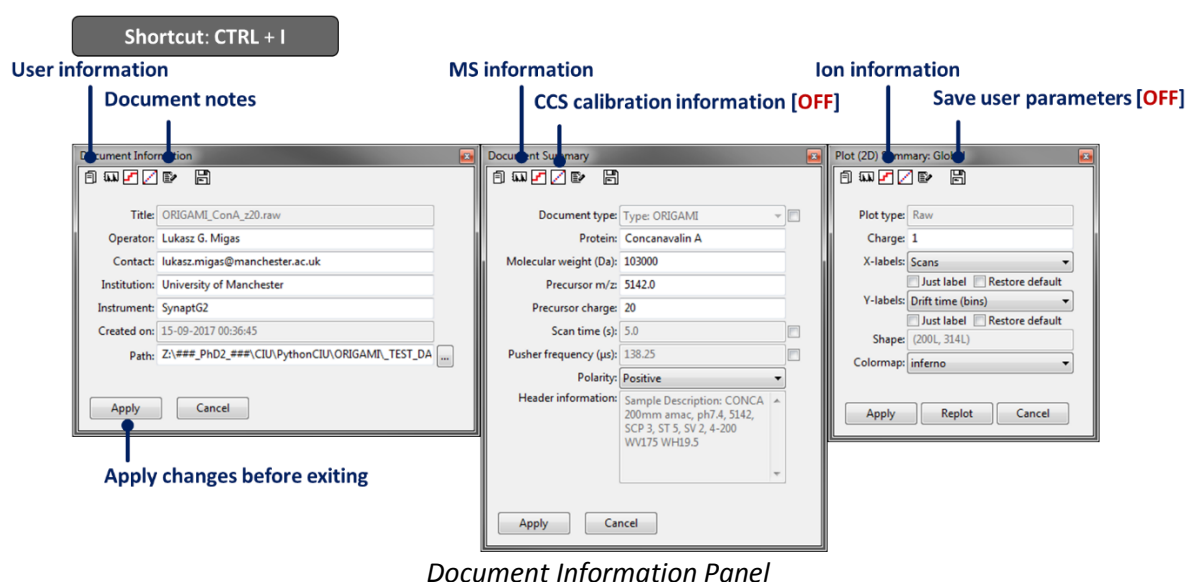 Shortcut: CTRL + I
User information
Document notes
MS information
CCS calibration information [OFF]
Ion information
Save user parameters [OFF]
Document Information
Title: ORIGAMI_ConA_z20.raw
Operator: Lukasz G. Migas
Contact: lukasz.migas@manchester.ac.uk
Institution: University of Manchester
Instrument: SynaptG2
Created on: 15-09-2017 00:36:45
Path: Z:\###_PhD2_###\CIU\PythonCIU\ORIGAMI\_TEST_DA ...
Apply Cancel
Apply changes before exiting
Document Summary
Document type: Type: ORIGAMI
Protein: Concanavalin A
Molecular weight (Da): 103000
Precursor m/z: 5142.0
Precursor charge: 20
Scan time (s): 5.0
Pusher frequency (μs): 138.25
Polarity: Positive
Header information: Sample Description: CONCA
200mm amac, ph7.4, 5142,
SCP 3, ST 5, SV 2, 4-200
WV175 WH19.5
Apply Cancel
Plot (2D) Summary:
Plot type: Raw
Charge: 1
X-labels: Scans
Just label Restore default
Y-labels: Drift time (bins)
Just label Restore default
Shape: (200L, 314L)
Colormap: inferno
Apply Replot Cancel
Document Information Panel